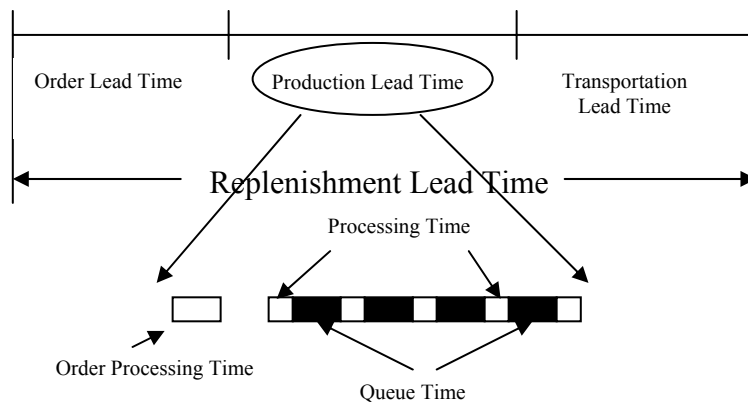 Order Lead Time
Production Lead Time
Transportation
Lead Time
Replenishment Lead Time
Processing Time
Order Processing Time
Queue Time